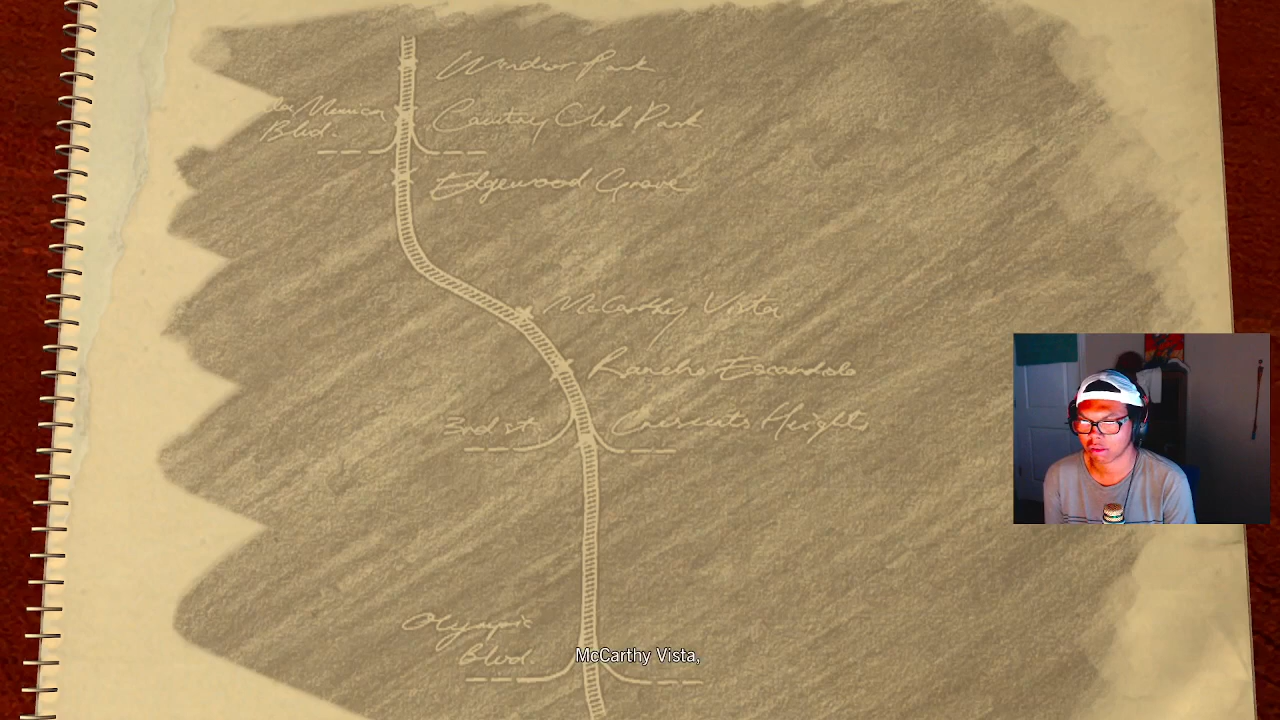 Windsor Park
Blvd.
Country Club Park
Edgewood Grove
McCarthy Vista
Rancho Escondido
3rd st.
Crescents Heights
Olympic
Blvd.
McCarthy Vista,